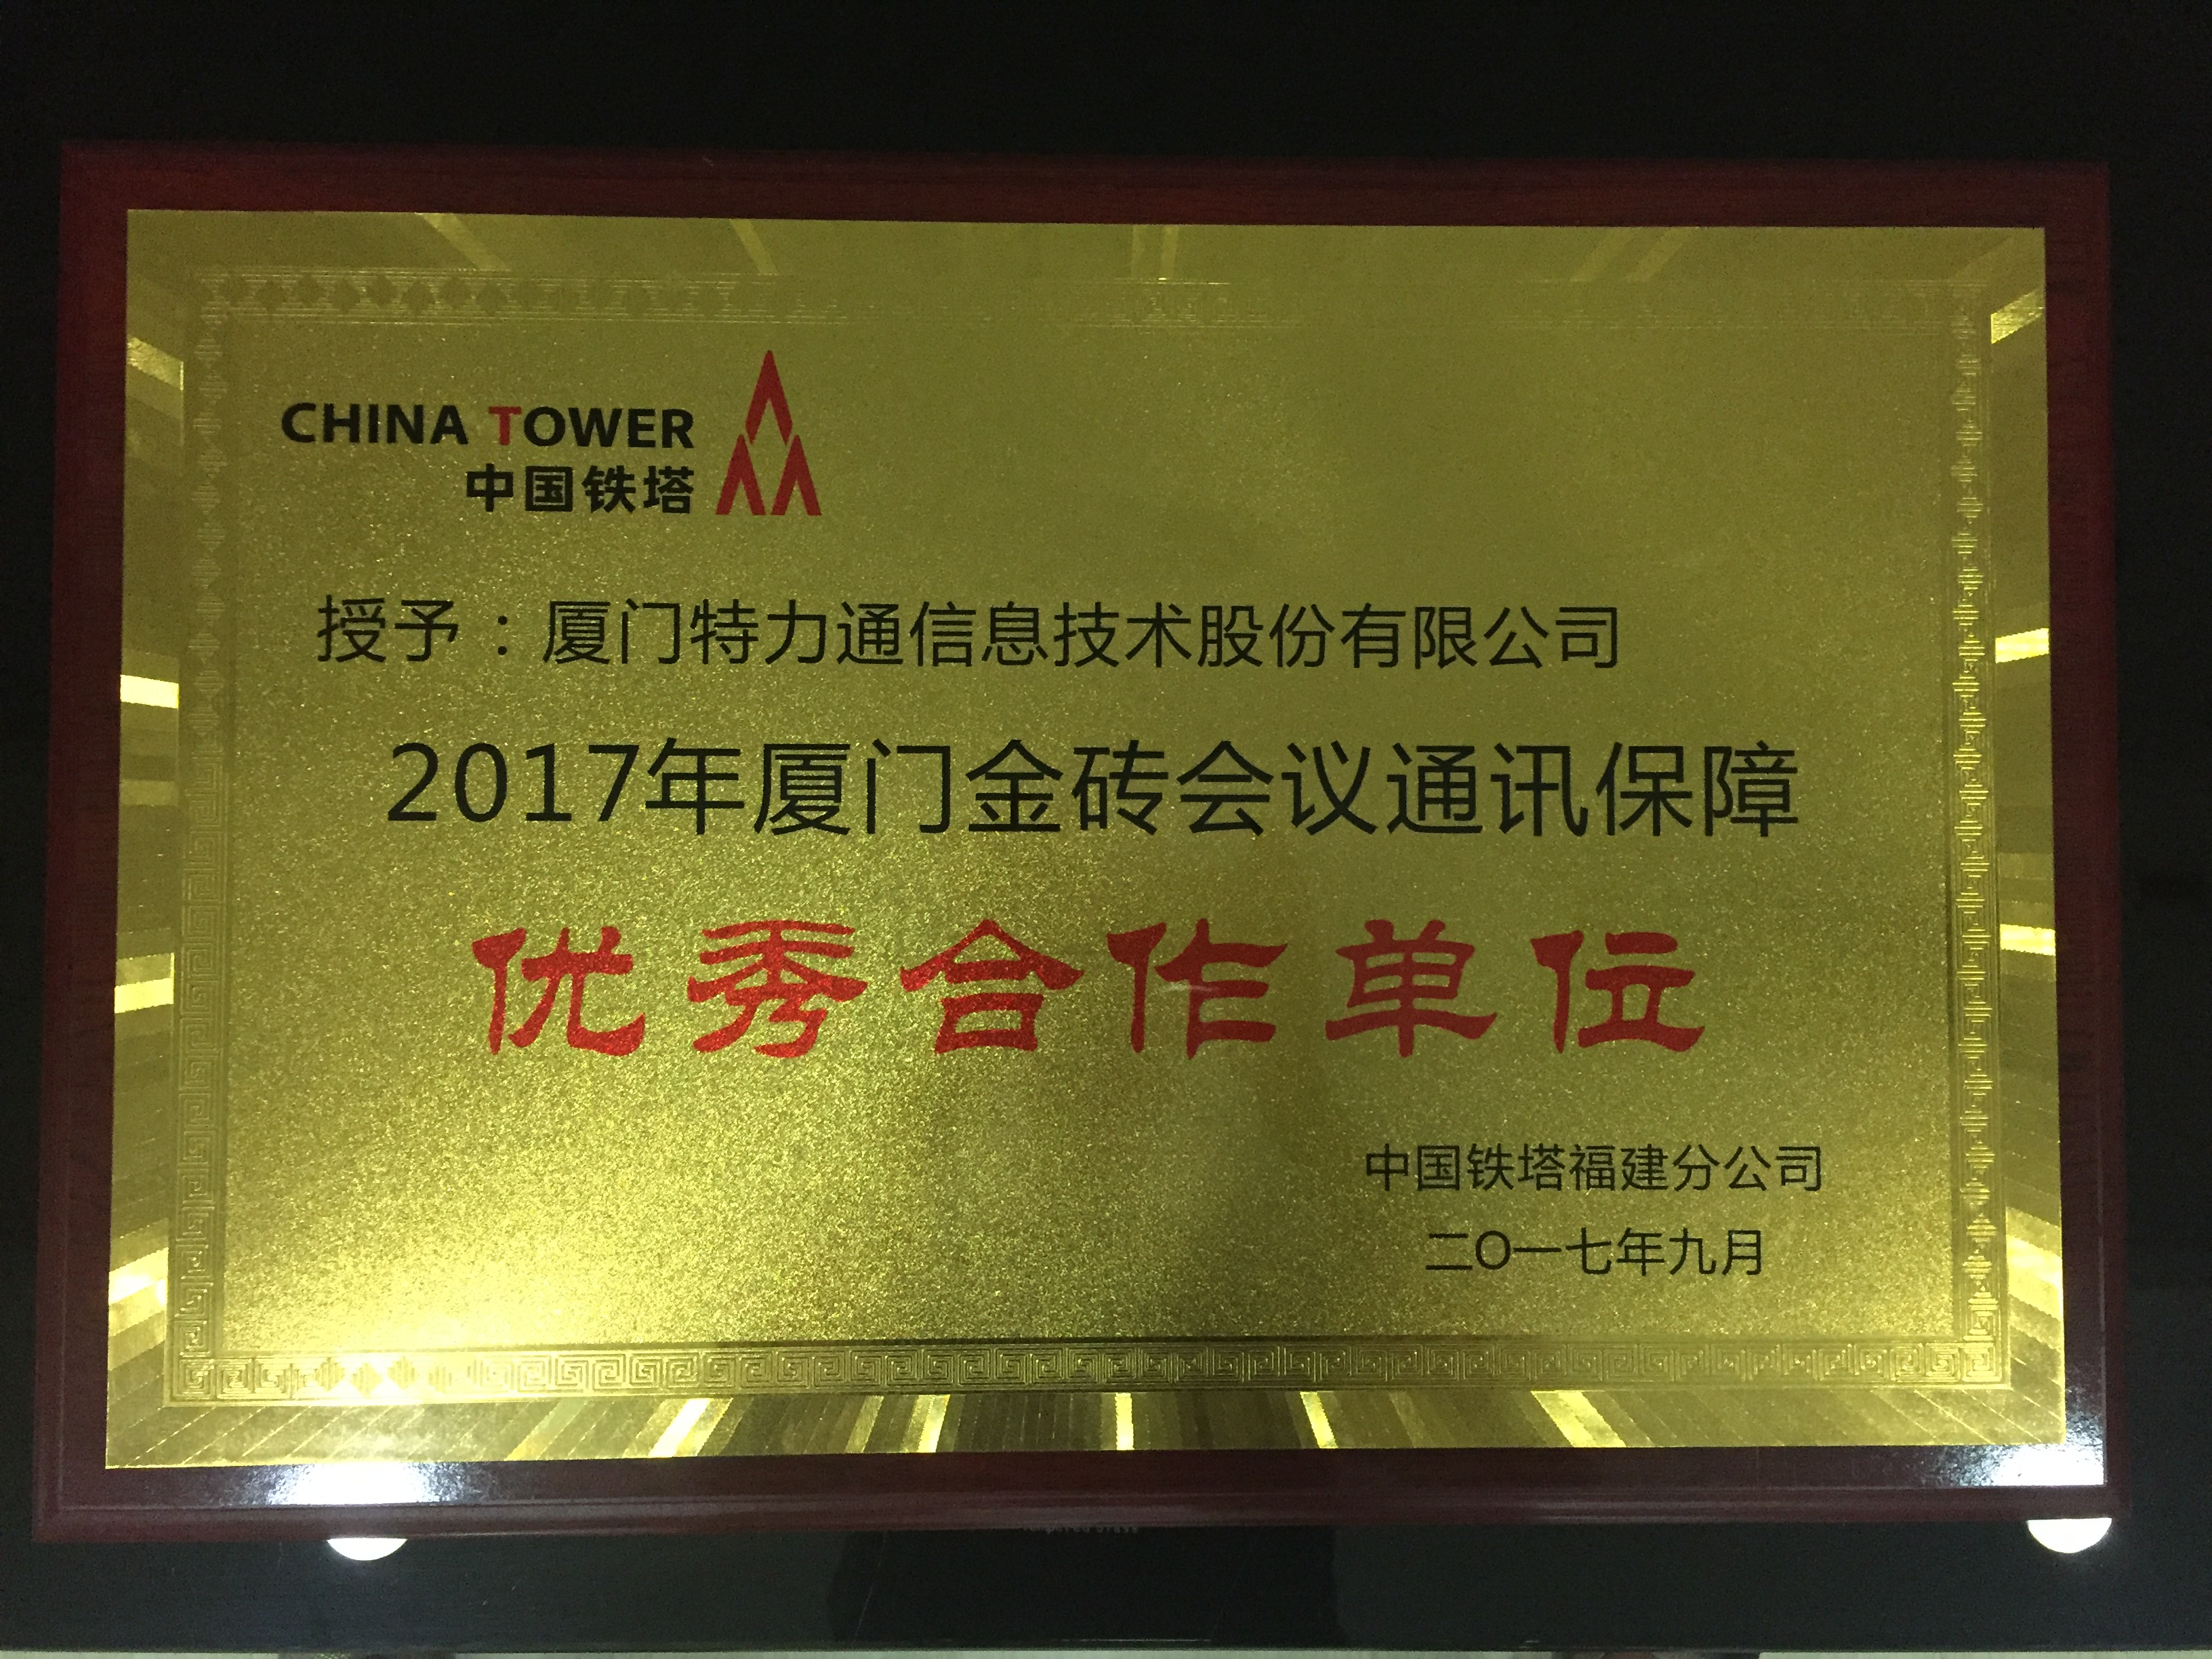 CHINA TOWER
中国铁塔
授予：厦门特力通信息技术股份有限公司
2017年厦门金砖会议通讯保障
优秀合作单位
中国铁塔福建分公司
二〇一七年九月